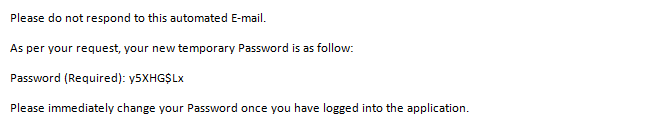 Please do not respond to this automated E-mail.
As per your request, your new temporary Password is as follow:
Password (Required): y5XHG$Lx
Please immediately change your Password once you have logged into the application.